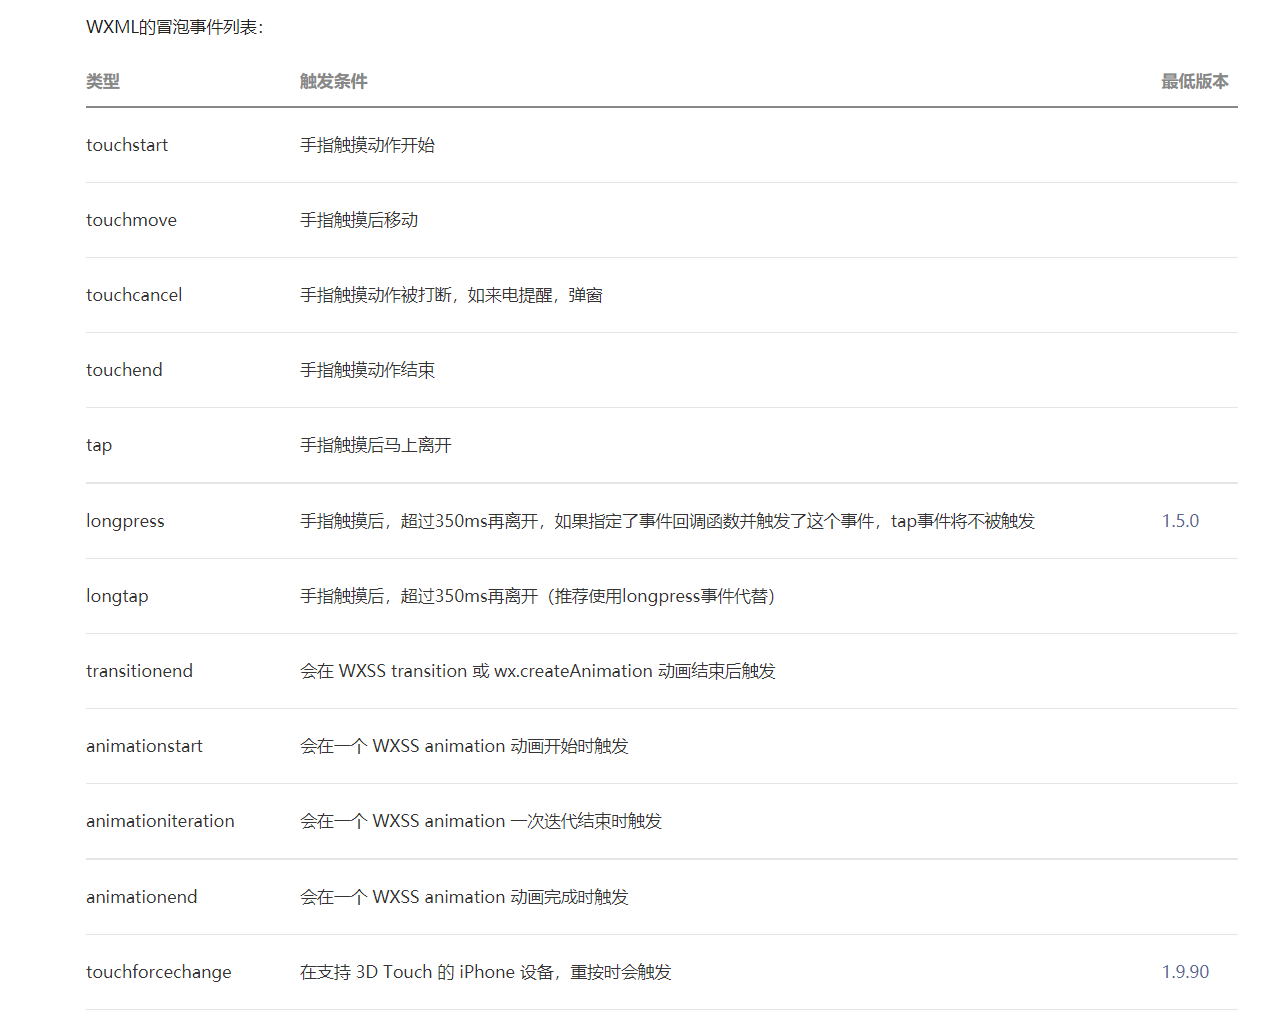 WXML的冒泡事件列表：
类型 触发条件 最低版本
touchstart 手指触摸动作开始
touchmove 手指触摸后移动
touchcancel 手指触摸动作被打断，如来电提醒，弹窗
touchend 手指触摸动作结束
tap 手指触摸后马上离开
longpress 手指触摸后，超过350ms再离开，如果指定了事件回调函数并触发了这个事件，tap事件将不被触发 1.5.0
longtap 手指触摸后，超过350ms再离开（推荐使用longpress事件代替）
transitionend 会在 WXSS transition 或 wx.createAnimation 动画结束后触发
animationstart 会在一个 WXSS animation 动画开始时触发
animationiteration 会在一个 WXSS animation 一次迭代结束时触发
animationend 会在一个 WXSS animation 动画完成时触发
touchforcechange 在支持 3D Touch 的 iPhone 设备，重按时会触发 1.9.90